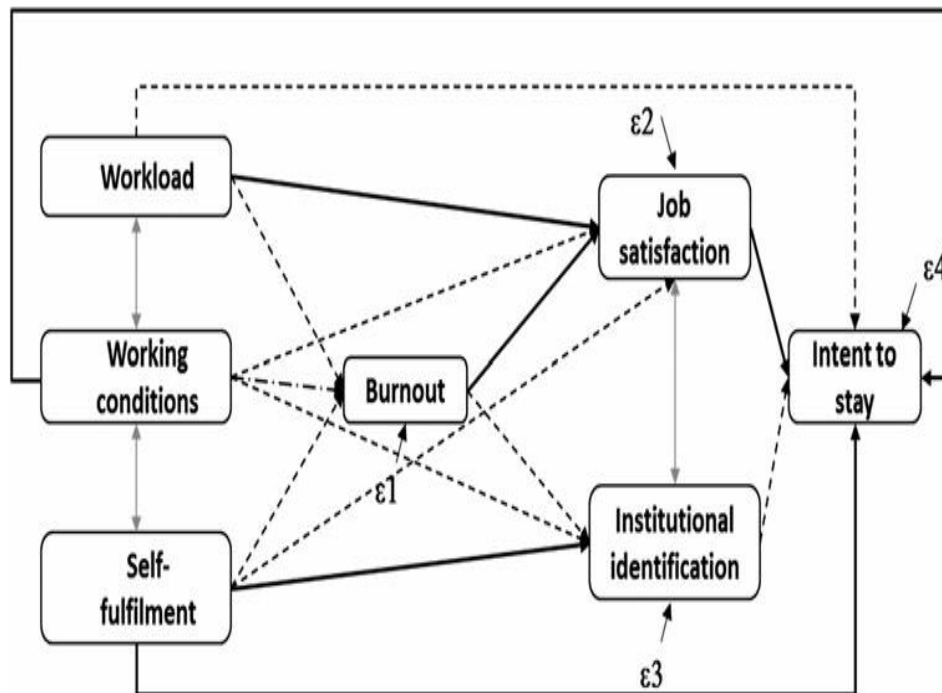 ε2
Workload
Job
satisfaction
ε4
Working
conditions
Burnout
Intent to
stay
ε1
Institutional
identification
Self-
fulfilment
ε3